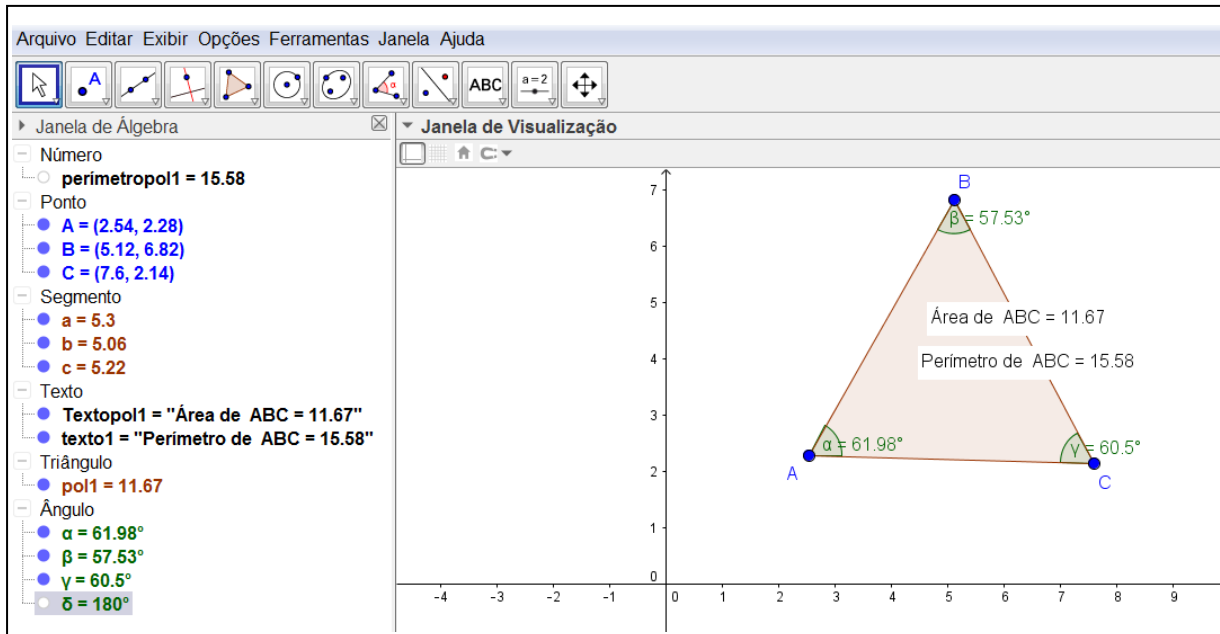 Arquivo Editar Exibir Opções Ferramentas Janela Ajuda
A α ABC a=2
Janela de Álgebra
Número
perímetropol1 = 15.58
Ponto
A = (2.54, 2.28)
B = (5.12, 6.82)
C = (7.6, 2.14)
Segmento
a = 5.3
b = 5.06
c = 5.22
Texto
Textopol1 = "Área de  ABC = 11.67"
texto1 = "Perímetro de  ABC = 15.58"
Triângulo
pol1 = 11.67
Ângulo
α = 61.98°
β = 57.53°
γ = 60.5°
δ = 180°
Janela de Visualização
B
β = 57.53°
Área de  ABC = 11.67
Perímetro de  ABC = 15.58
α = 61.98°
γ = 60.5°
A
C
7
6
5
4
3
2
1
0
-4 -3 -2 -1 0 1 2 3 4 5 6 7 8 9